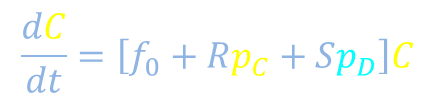 dC/dt = [f₀ + Rp_C + Sp_D]C